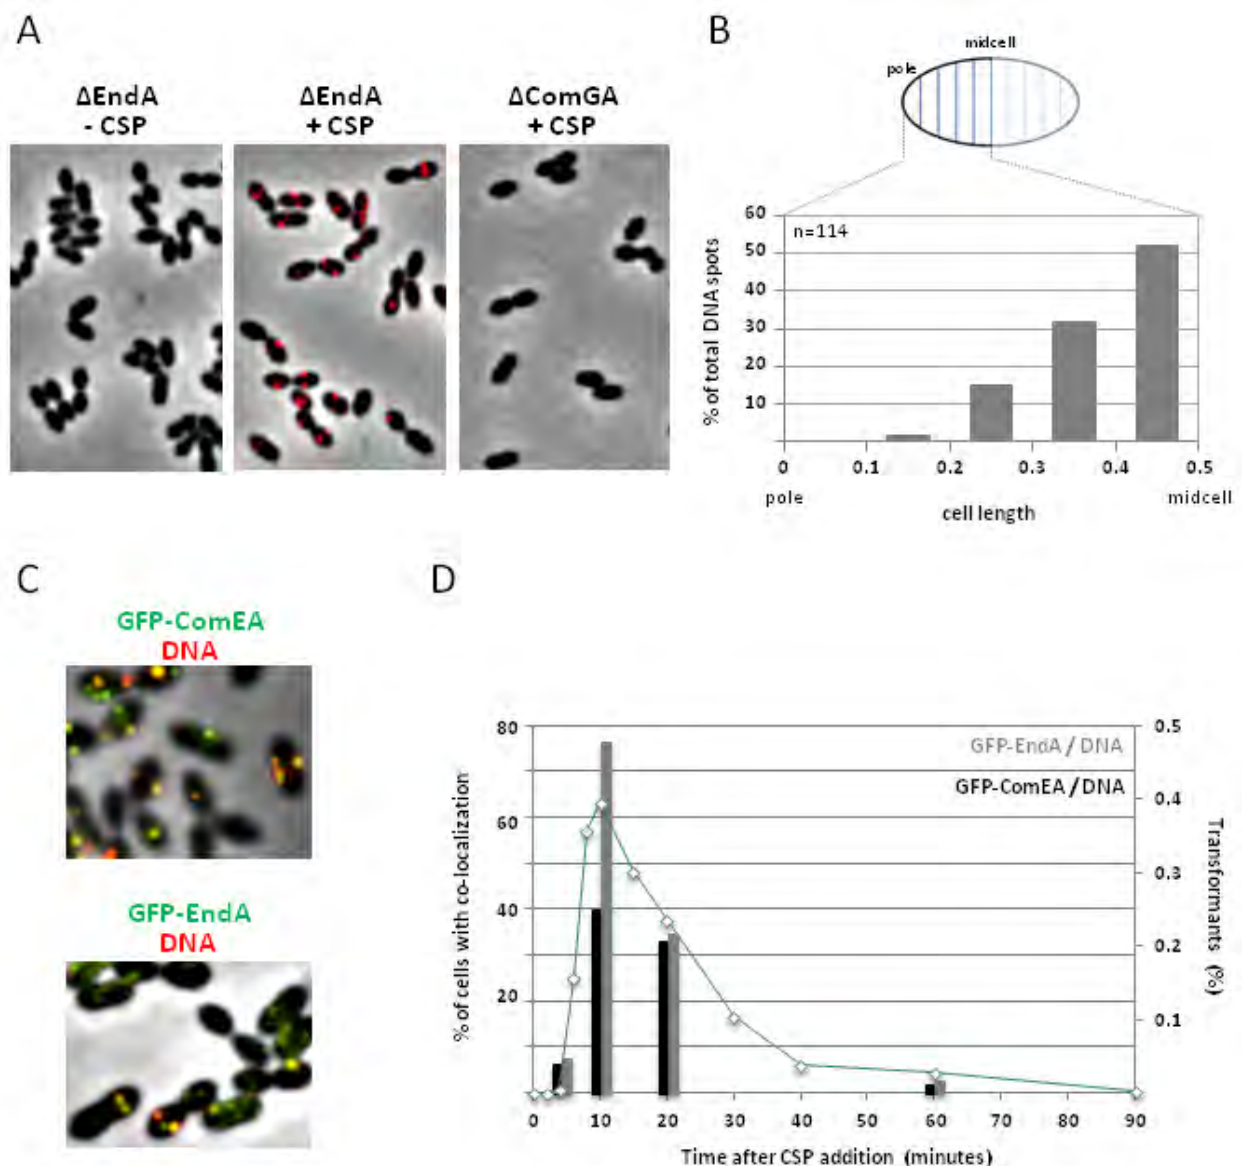 A
ΔEndA
- CSP
ΔEndA
+ CSP
ΔComGA
+ CSP
B
midcell
pole
% of total DNA spots
60
50
40
30
20
10
n=114
0
0.1
0.2
0.3
0.4
0.5
pole
midcell
cell length
C
GFP-ComEA
DNA
GFP-EndA
DNA
D
% of cells with co-localization
80
60
40
20
GFP-EndA / DNA
GFP-ComEA / DNA
0.5
0.4
0.3
0.2
0.1
Transformants (%)
0
10
20
30
40
50
60
70
80
90
Time after CSP addition (minutes)